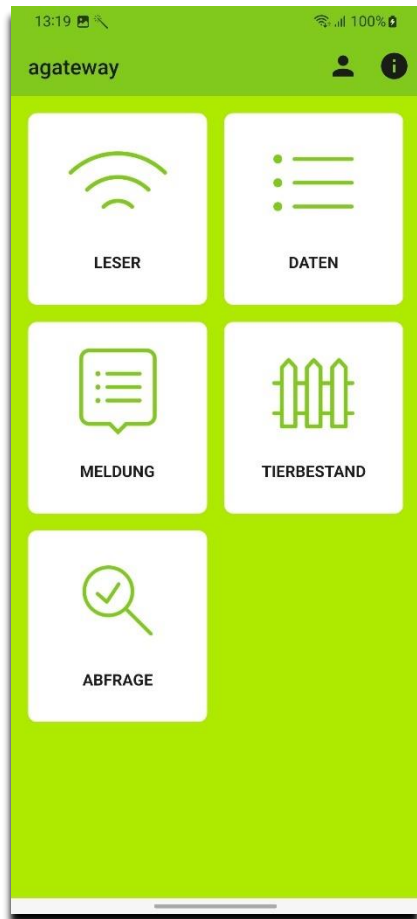 13:19 100%
agateway
LESER DATEN
MELDUNG TIERBESTAND
ABFRAGE